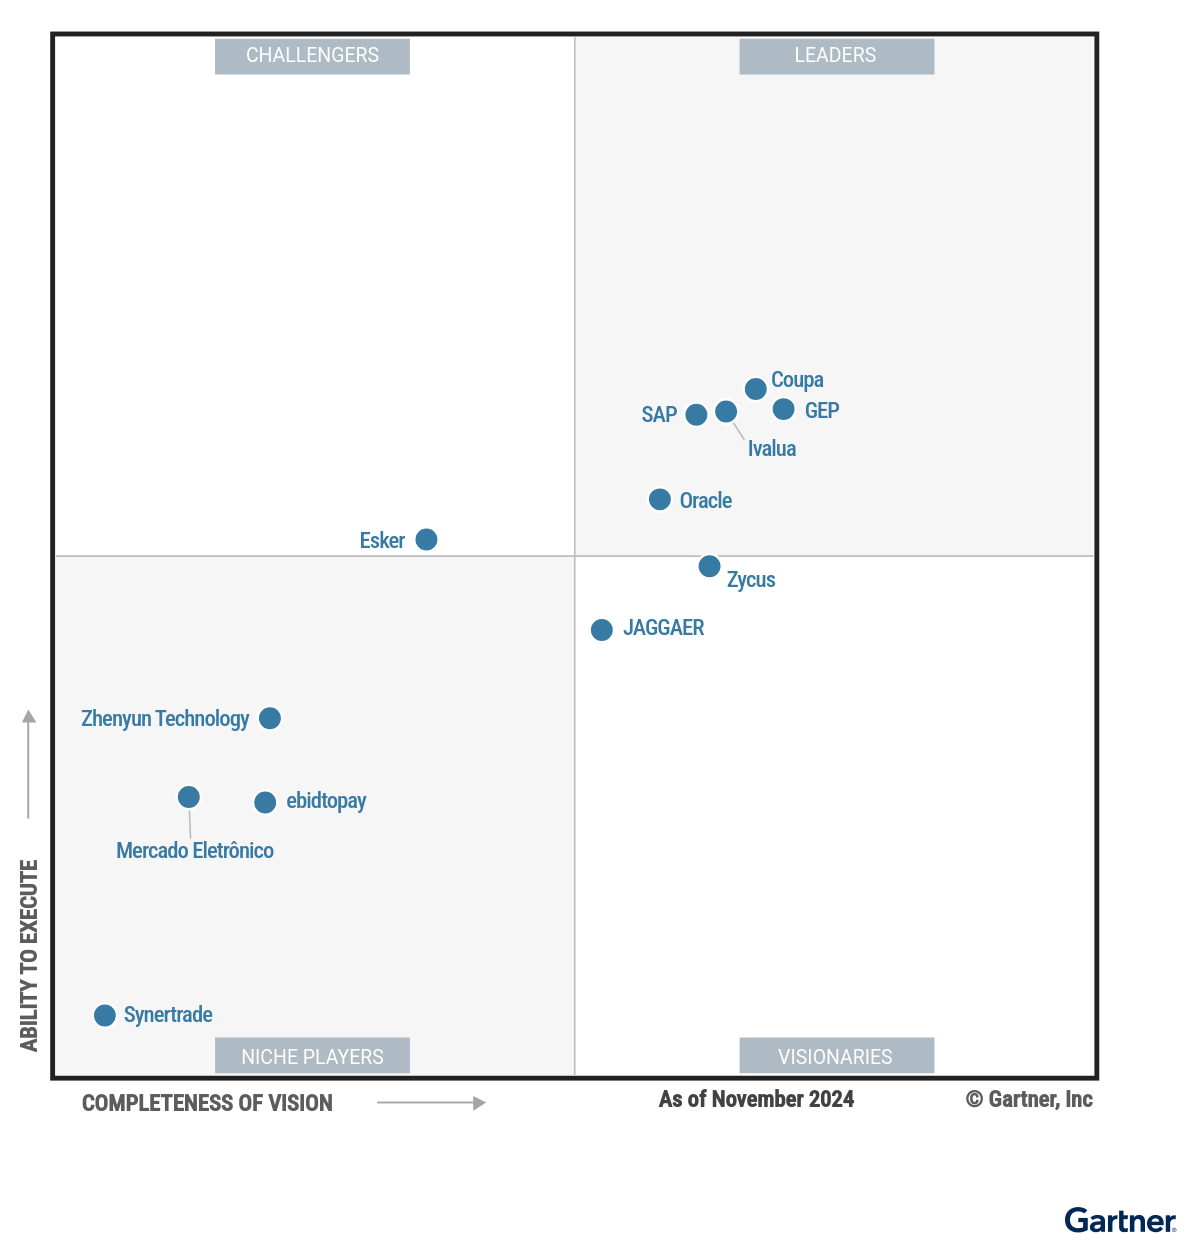 CHALLENGERS
LEADERS
Coupa
SAP
GEP
Ivalua
Oracle
Esker
Zycus
JAGGAER
Zhenyun Technology
ebidtopay
Mercado Eletrônico
Synertrade
NICHE PLAYERS
VISIONARIES
ABILITY TO EXECUTE
COMPLETENESS OF VISION
As of November 2024
© Gartner, Inc
Gartner®